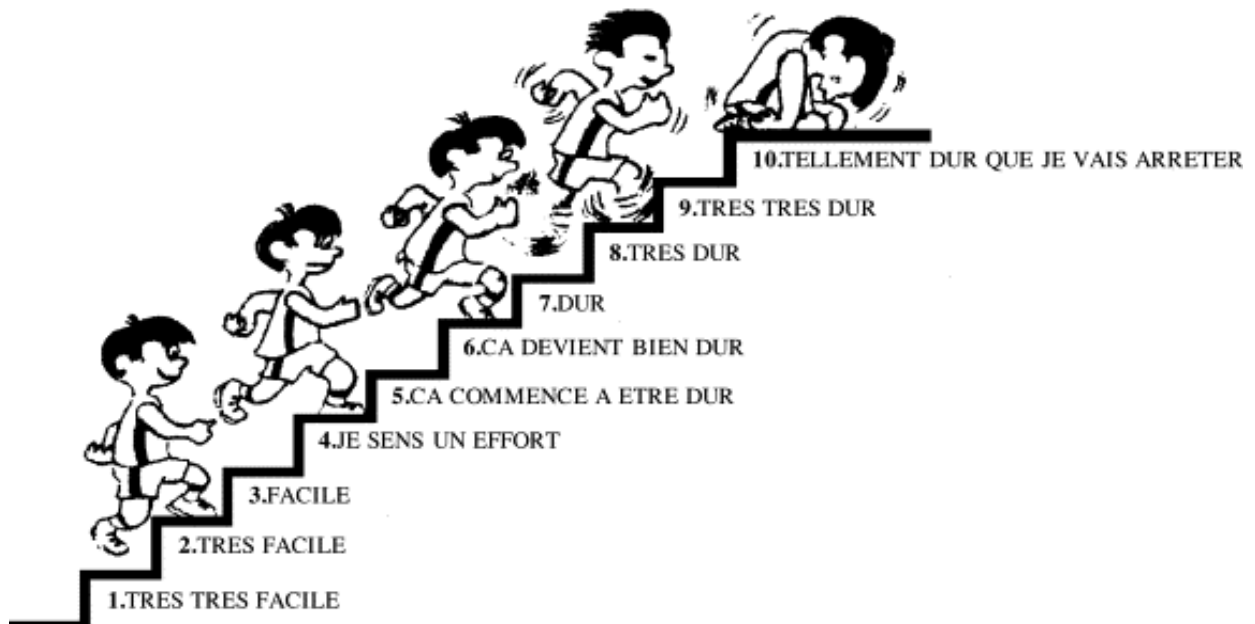 10.TELLEMENT DUR QUE JE VAIS ARRETER
9.TRES TRES DUR
8.TRES DUR
7.DUR
6.CA DEVIENT BIEN DUR
5.CA COMMENCE A ETRE DUR
4.JE SENS UN EFFORT
3.FACILE
2.TRES FACILE
1.TRES TRES FACILE